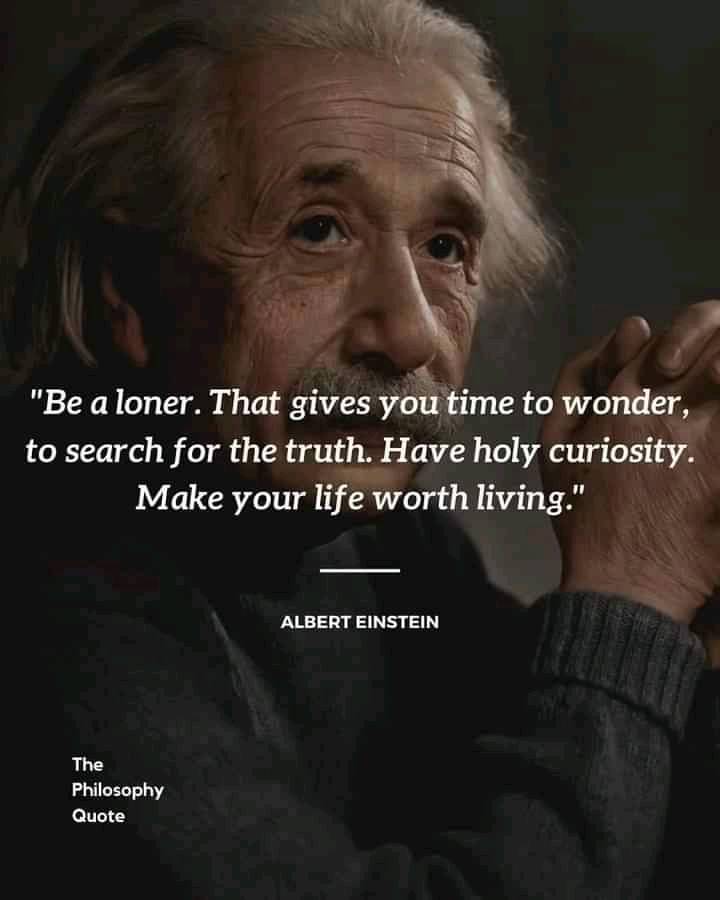 "Be a loner. That gives you time to wonder,
to search for the truth. Have holy curiosity.
Make your life worth living."
ALBERT EINSTEIN
The
Philosophy
Quote